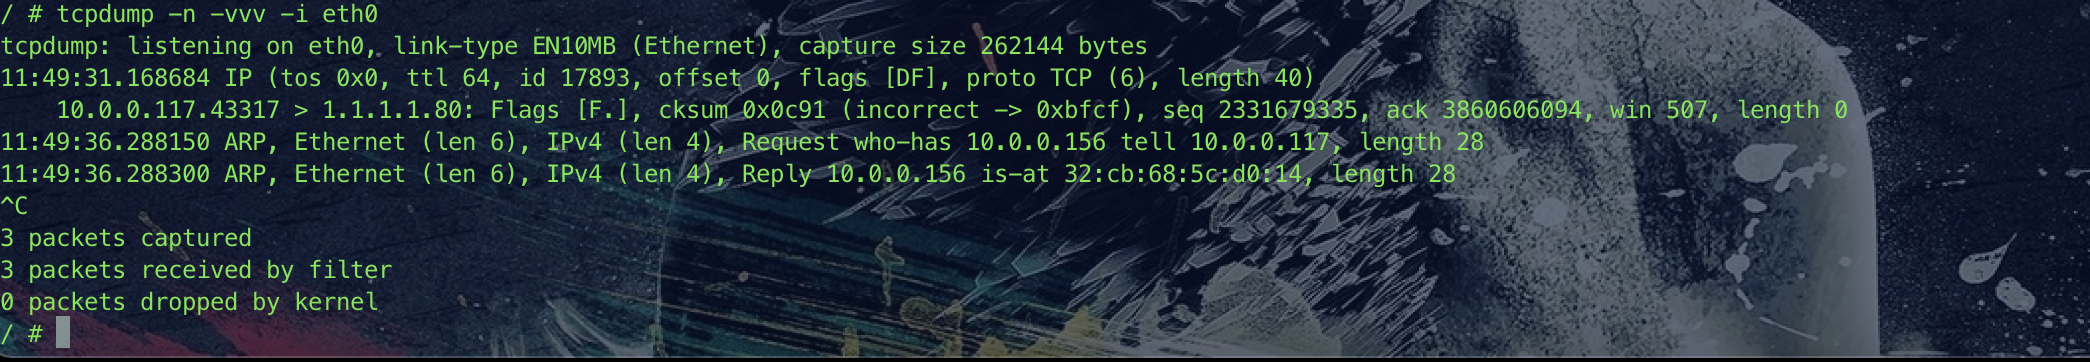 / # tcpdump -n -vvv -i eth0
tcpdump: listening on eth0, link-type EN10MB (Ethernet), capture size 262144 bytes
11:49:31.168684 IP (tos 0x0, ttl 64, id 17893, offset 0, flags [DF], proto TCP (6), length 40)
    10.0.0.117.43317 > 1.1.1.1.80: Flags [F.], cksum 0x0c91 (incorrect -> 0xbfcf), seq 2331679335, ack 3860606094, win 507, length 0
11:49:36.288150 ARP, Ethernet (len 6), IPv4 (len 4), Request who-has 10.0.0.156 tell 10.0.0.117, length 28
11:49:36.288300 ARP, Ethernet (len 6), IPv4 (len 4), Reply 10.0.0.156 is-at 32:cb:68:5c:d0:14, length 28
^C
3 packets captured
3 packets received by filter
0 packets dropped by kernel
/ #